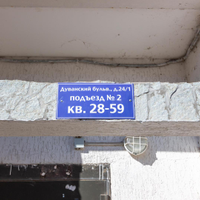 Дуванский бульв., д.24/1
подъезд № 2
кв. 28-59